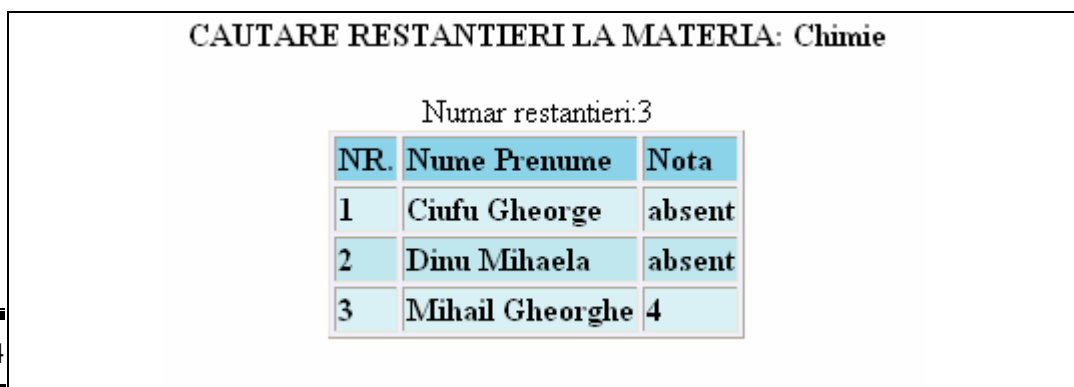 CAUTARE RESTANTIERI LA MATERIA: Chimie
Numar restantieri:3
NR. Nume Prenume Nota
1 Ciufu Gheorge absent
2 Dinu Mihaela absent
3 Mihail Gheorghe 4